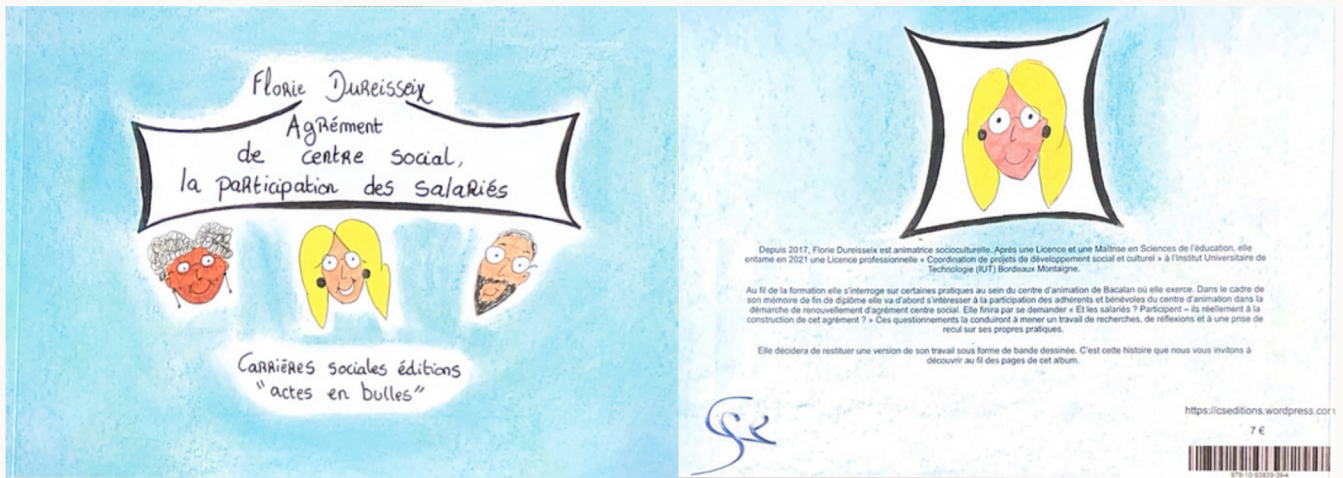 Florie Dureisseix
Agrément
de centre social,
la participation des salariés
Carrières sociales éditions
"actes en bulles"
Depuis 2017, Florie Dureisseix est animatrice socioculturelle. Après une Licence et une Maîtrise en Sciences de l'éducation, elle
entame en 2021 une Licence professionnelle « Coordination de projets de développement social et culturel » à l'Institut Universitaire de
Technologie (IUT) Bordeaux Montaigne.
Au fil de la formation elle s'interroge sur certaines pratiques au sein du centre d'animation de Bacalan où elle exerce. Dans le cadre de
son mémoire de fin de diplôme elle va d'abord s'intéresser à la participation des adhérents et bénévoles du centre d'animation dans la
démarche de renouvellement d'agrément centre social. Elle finira par se demander « Et les salariés ? Participent – ils réellement à la
construction de cet agrément ? » Ces questionnements la conduiront à mener un travail de recherches, de réflexions et à une prise de
recul sur ses propres pratiques.
Elle décidera de restituer une version de son travail sous forme de bande dessinée. C'est cette histoire que nous vous invitons à
découvrir au fil des pages de cet album.
https://cseditions.wordpress.com
7 €
979-10-93839-39-4